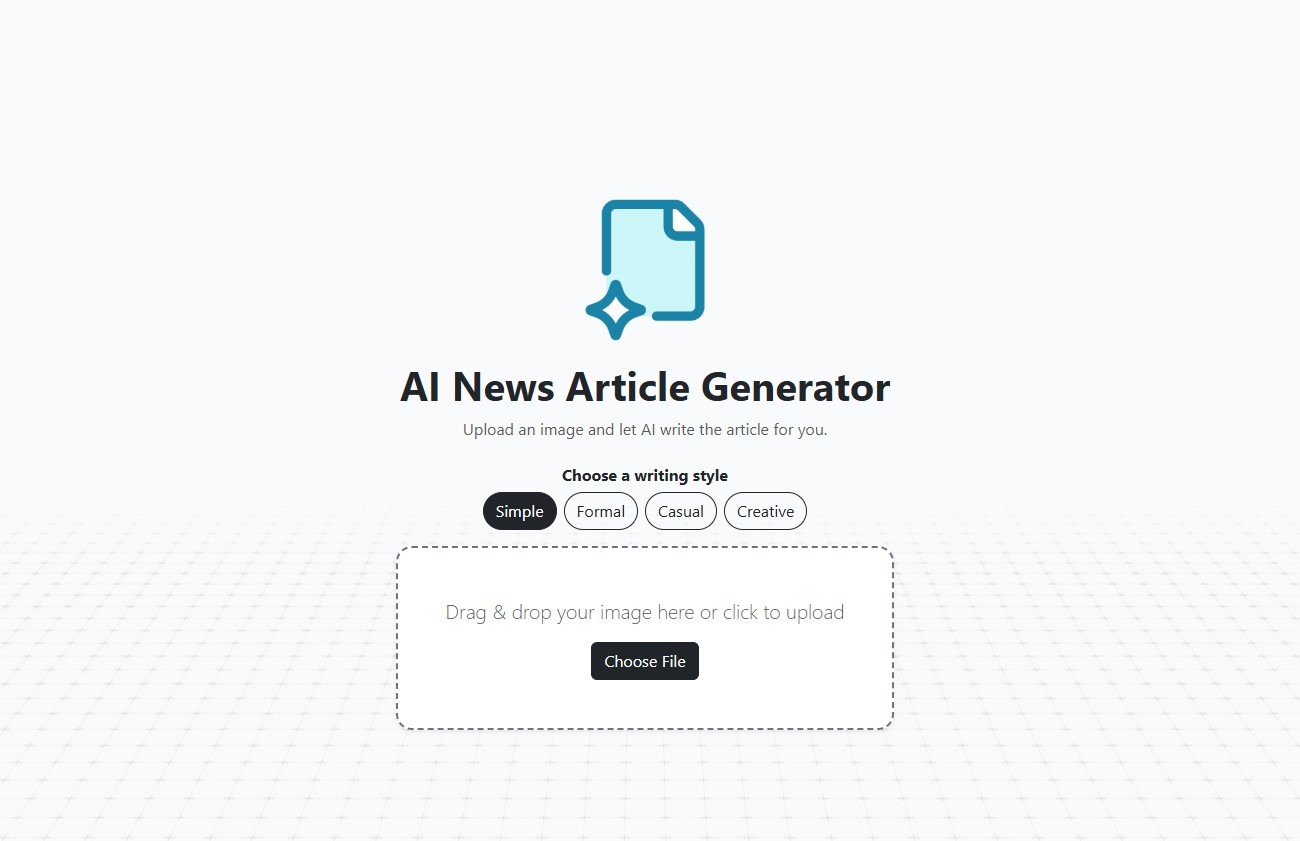 AI News Article Generator
Upload an image and let AI write the article for you.
Choose a writing style
Simple Formal Casual Creative
Drag & drop your image here or click to upload
Choose File